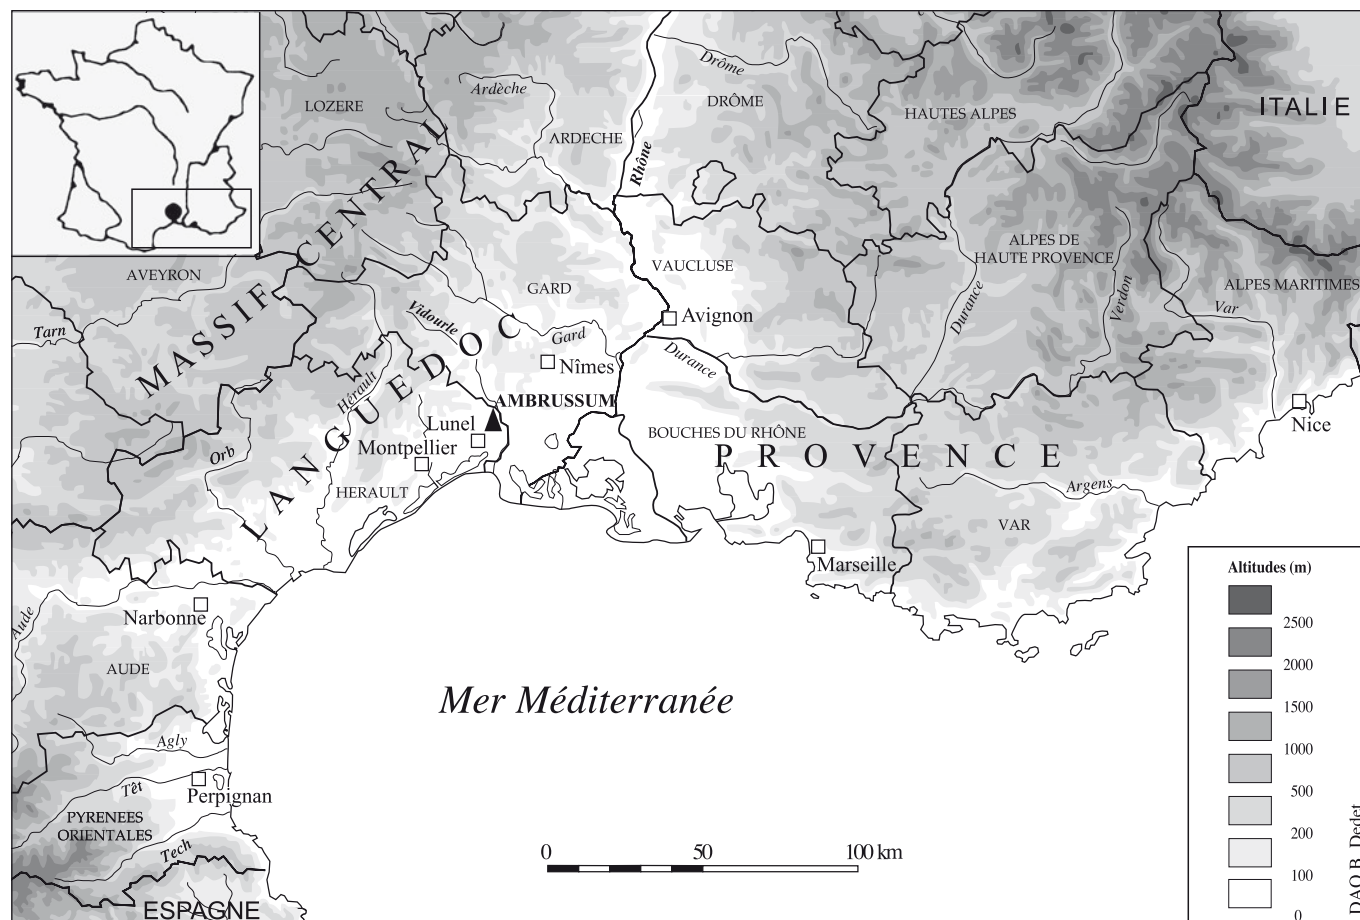 LOZERE
Ardèche
ARDECHE
Drôme
DRÔME
HAUTES ALPES
ITALIE
Rhône
MASSIF CENTRAL
AVEYRON
Tarn
GARD
VAUCLUSE
ALPES DE
HAUTE PROVENCE
ALPES MARITIMES
Durance
Verdon
Var
Vidourle
Gard
Avignon
Durance
Nîmes
LANGUEDOC
Hérault
AMBRUSSUM
Lunel
Montpellier
Orb
HERAULT
BOUCHES DU RHÔNE
PROVENCE
Nice
Argens
VAR
Marseille
Aude
Narbonne
AUDE
Mer Méditerranée
Agly
Têt
Perpignan
PYRENEES
ORIENTALES
Tech
ESPAGNE
0 50 100 km
Altitudes (m)
2500
2000
1500
1000
500
200
100
0
DAO B. Dedet